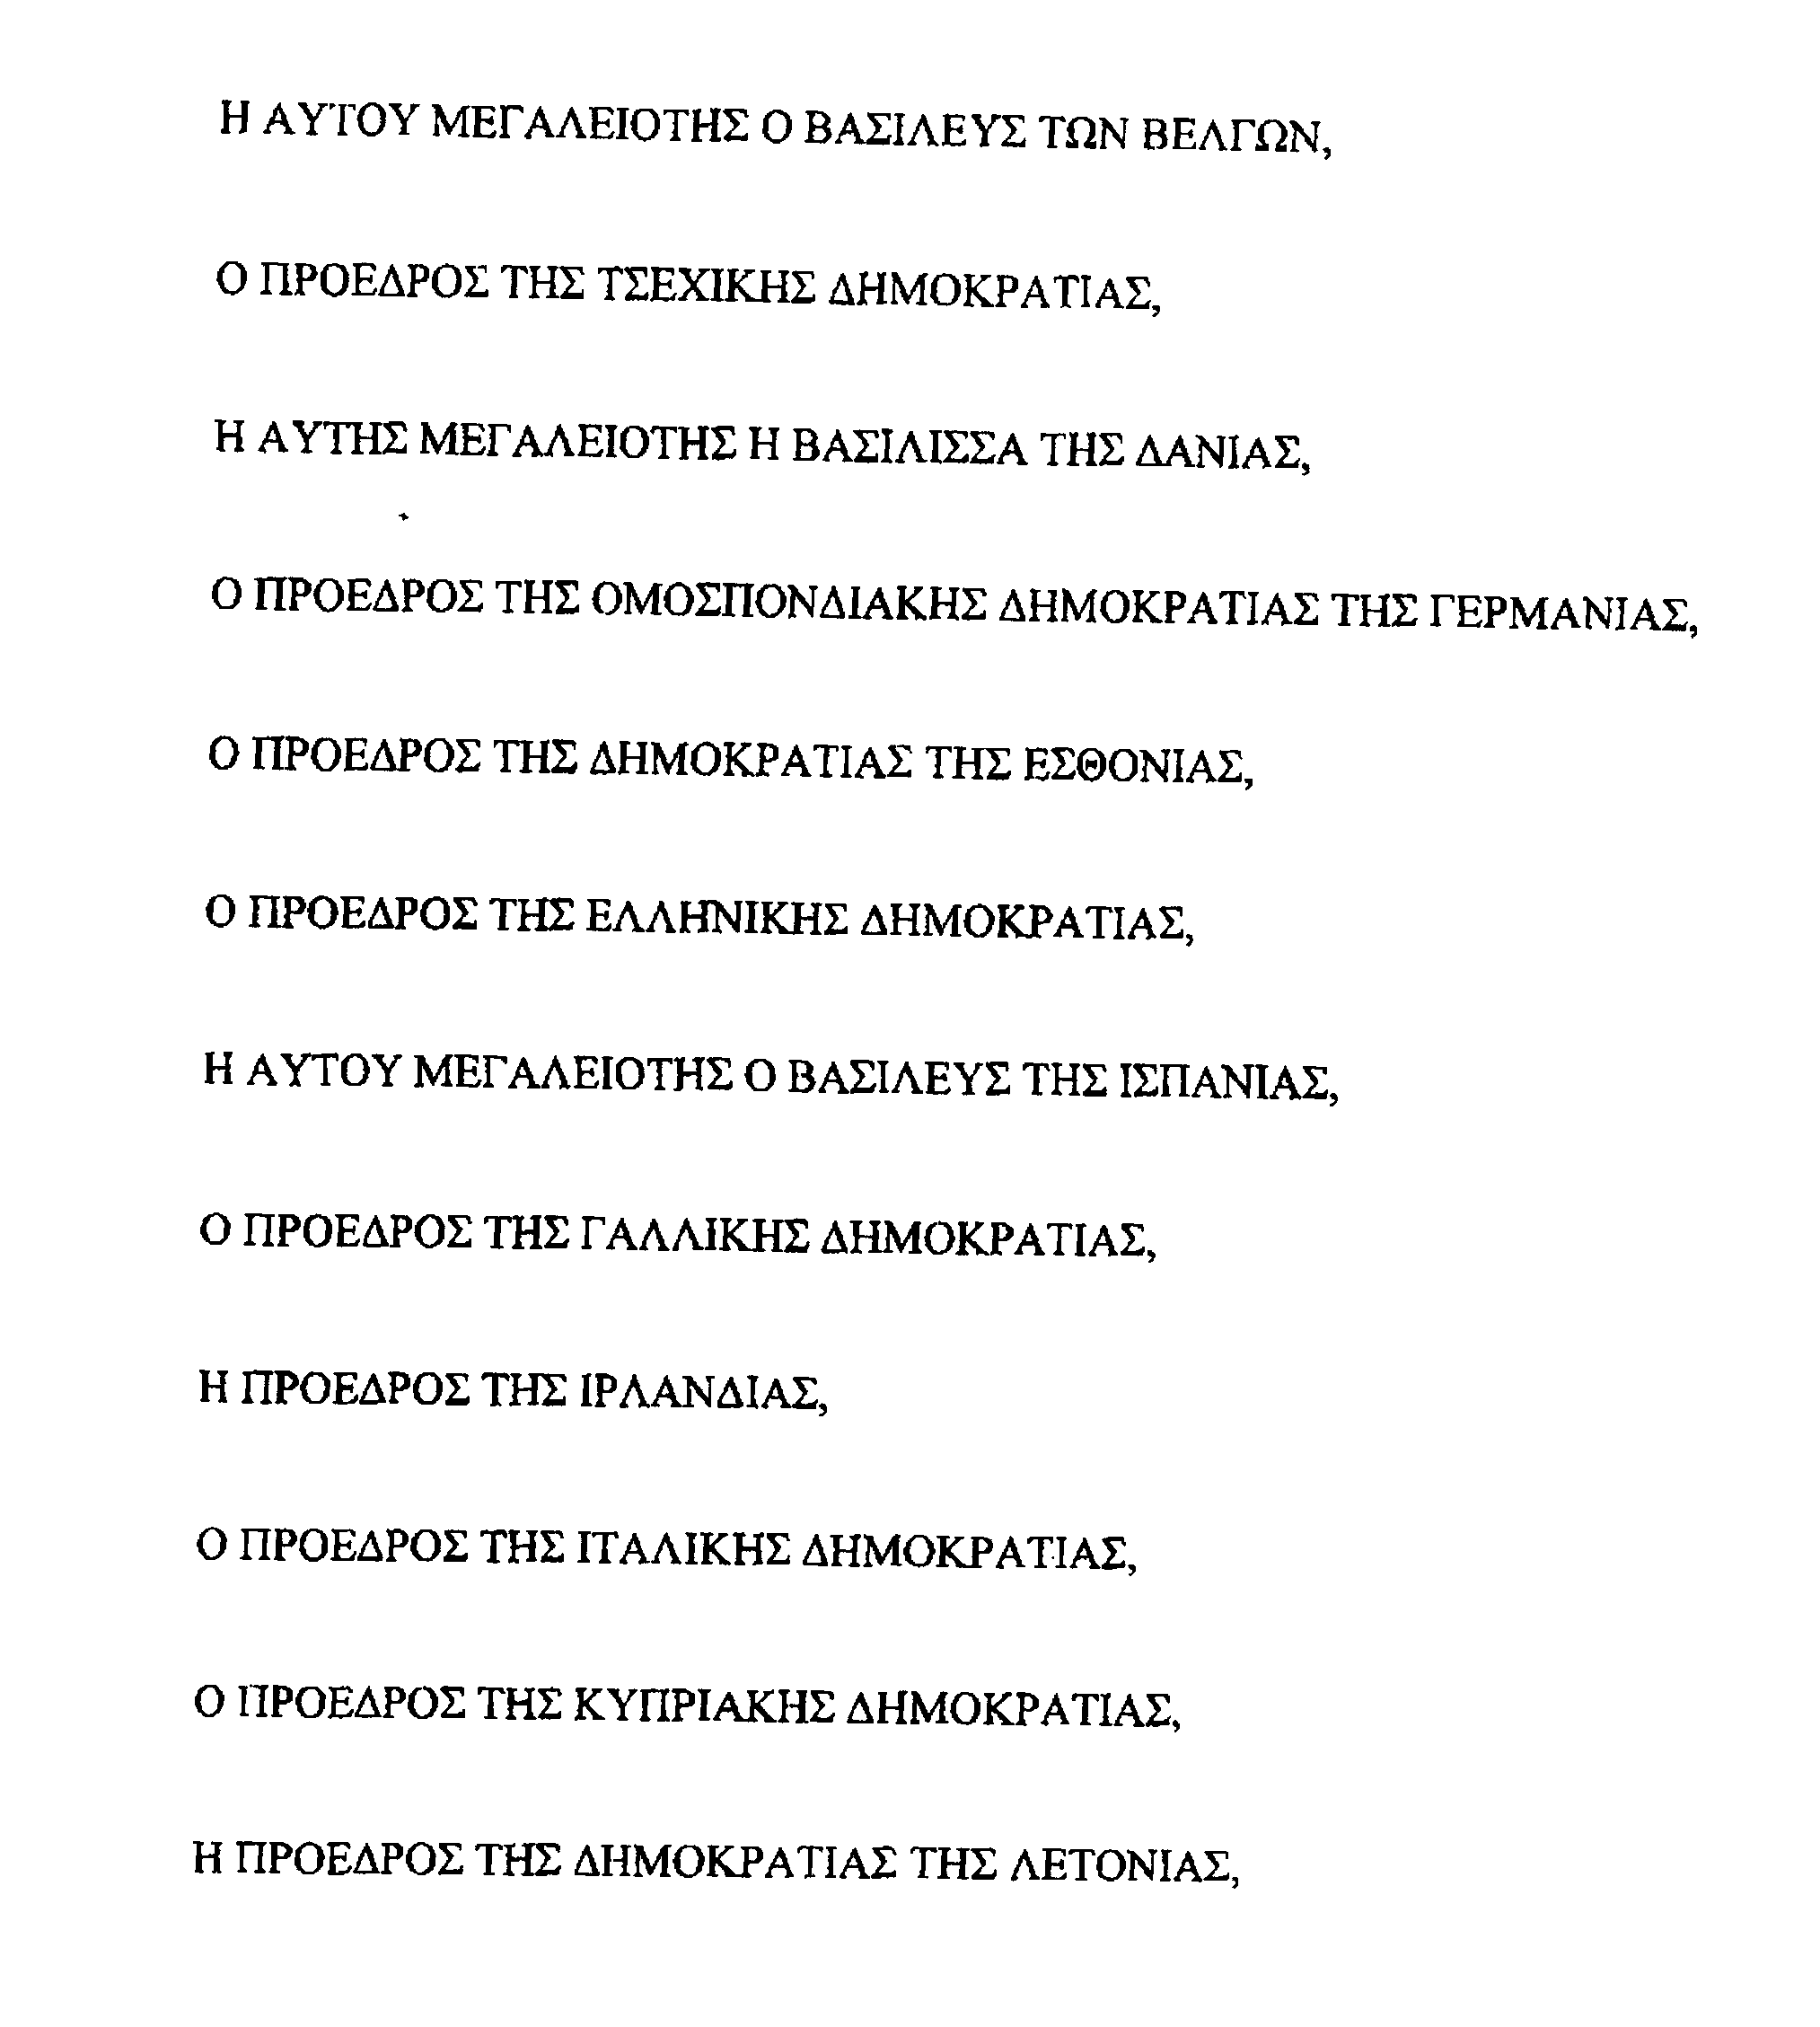 Η ΑΥΤΟΥ ΜΕΓΑΛΕΙΟΤΗΣ Ο ΒΑΣΙΛΕΥΣ ΤΩΝ ΒΕΛΓΩΝ,
Ο ΠΡΟΕΔΡΟΣ ΤΗΣ ΤΣΕΧΙΚΗΣ ΔΗΜΟΚΡΑΤΙΑΣ,
Η ΑΥΤΗΣ ΜΕΓΑΛΕΙΟΤΗΣ Η ΒΑΣΙΛΙΣΣΑ ΤΗΣ ΔΑΝΙΑΣ,
Ο ΠΡΟΕΔΡΟΣ ΤΗΣ ΟΜΟΣΠΟΝΔΙΑΚΗΣ ΔΗΜΟΚΡΑΤΙΑΣ ΤΗΣ ΓΕΡΜΑΝΙΑΣ,
Ο ΠΡΟΕΔΡΟΣ ΤΗΣ ΔΗΜΟΚΡΑΤΙΑΣ ΤΗΣ ΕΣΘΟΝΙΑΣ,
Ο ΠΡΟΕΔΡΟΣ ΤΗΣ ΕΛΛΗΝΙΚΗΣ ΔΗΜΟΚΡΑΤΙΑΣ,
Η ΑΥΤΟΥ ΜΕΓΑΛΕΙΟΤΗΣ Ο ΒΑΣΙΛΕΥΣ ΤΗΣ ΙΣΠΑΝΙΑΣ,
Ο ΠΡΟΕΔΡΟΣ ΤΗΣ ΓΑΛΛΙΚΗΣ ΔΗΜΟΚΡΑΤΙΑΣ,
Η ΠΡΟΕΔΡΟΣ ΤΗΣ ΙΡΛΑΝΔΙΑΣ,
Ο ΠΡΟΕΔΡΟΣ ΤΗΣ ΙΤΑΛΙΚΗΣ ΔΗΜΟΚΡΑΤΙΑΣ,
Ο ΠΡΟΕΔΡΟΣ ΤΗΣ ΚΥΠΡΙΑΚΗΣ ΔΗΜΟΚΡΑΤΙΑΣ,
Η ΠΡΟΕΔΡΟΣ ΤΗΣ ΔΗΜΟΚΡΑΤΙΑΣ ΤΗΣ ΛΕΤΟΝΙΑΣ,